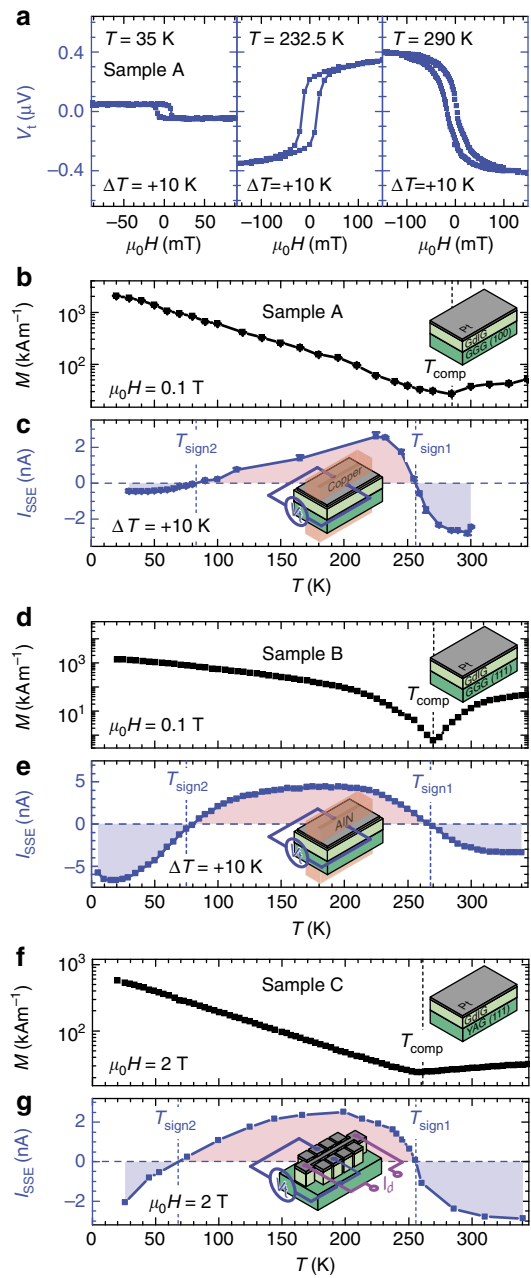 a
T = 35 K
T = 232.5 K
T = 290 K
Sample A
0.4
0.0
−0.4
Vt (μV)
ΔT = +10 K
ΔT = +10 K
ΔT = +10 K
−50 0 50
−100 0 100
−100 0 100
μ0H (mT)
μ0H (mT)
μ0H (mT)
b
Sample A
10³
10²
M (kAm⁻¹)
Pt
GdIG
GGG (100)
Tcomp
μ0H = 0.1 T
c
Tsign2
Tsign1
2
0
−2
ISSE (nA)
Copper
Vt
ΔT = +10 K
0 50 100 150 200 250 300
T (K)
d
Sample B
10³
10¹
M (kAm⁻¹)
Pt
GdIG
GGG (111)
Tcomp
μ0H = 0.1 T
e
Tsign2
Tsign1
5
0
−5
ISSE (nA)
AlN
Vt
ΔT = +10 K
0 50 100 150 200 250 300
T (K)
f
Sample C
10³
10²
M (kAm⁻¹)
Pt
GdIG
YAG (111)
Tcomp
μ0H = 2 T
g
Tsign2
Tsign1
2
0
−2
ISSE (nA)
Vt
Id
μ0H = 2 T
0 50 100 150 200 250 300
T (K)